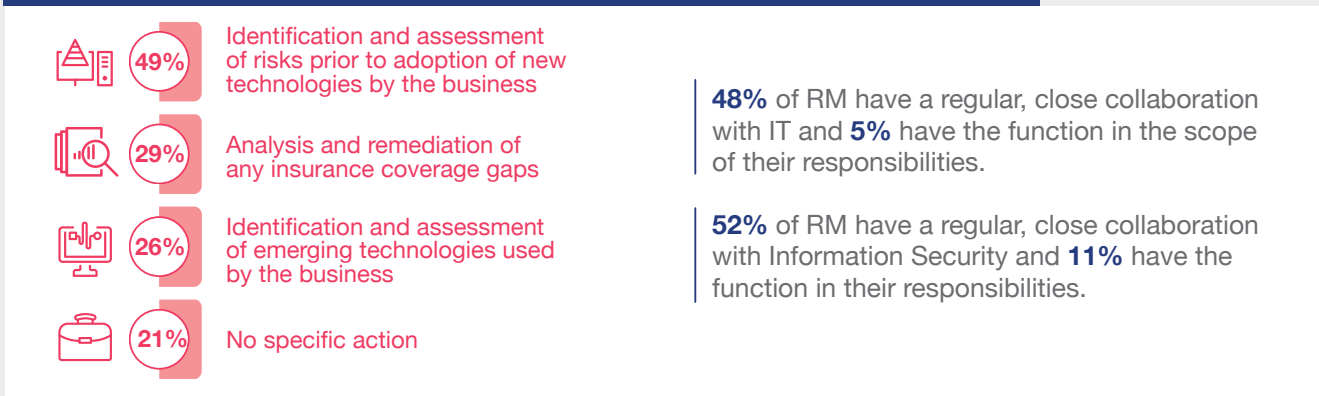 49%
Identification and assessment
of risks prior to adoption of new
technologies by the business
29%
Analysis and remediation of
any insurance coverage gaps
26%
Identification and assessment
of emerging technologies used
by the business
21%
No specific action
48% of RM have a regular, close collaboration
with IT and 5% have the function in the scope
of their responsibilities.
52% of RM have a regular, close collaboration
with Information Security and 11% have the
function in their responsibilities.